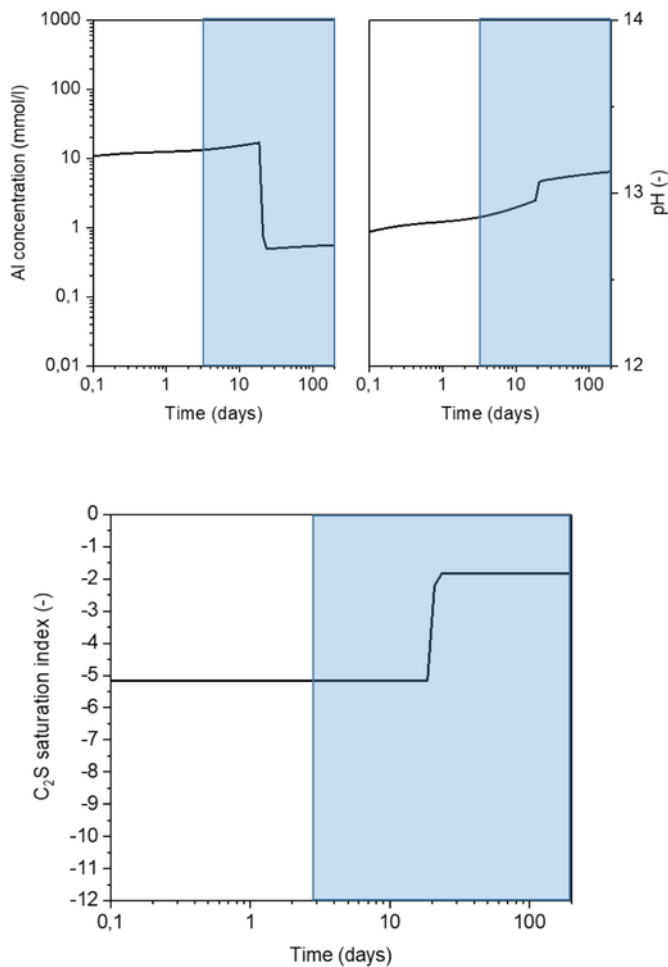 1000
100
10
1
0,1
0,01
Al concentration (mmol/l)
0,1 1 10 100
Time (days)
14
13
12
pH (-)
0,1 1 10 100
Time (days)
0
-1
-2
-3
-4
-5
-6
-7
-8
-9
-10
-11
-12
C₂S saturation index (-)
0,1 1 10 100
Time (days)